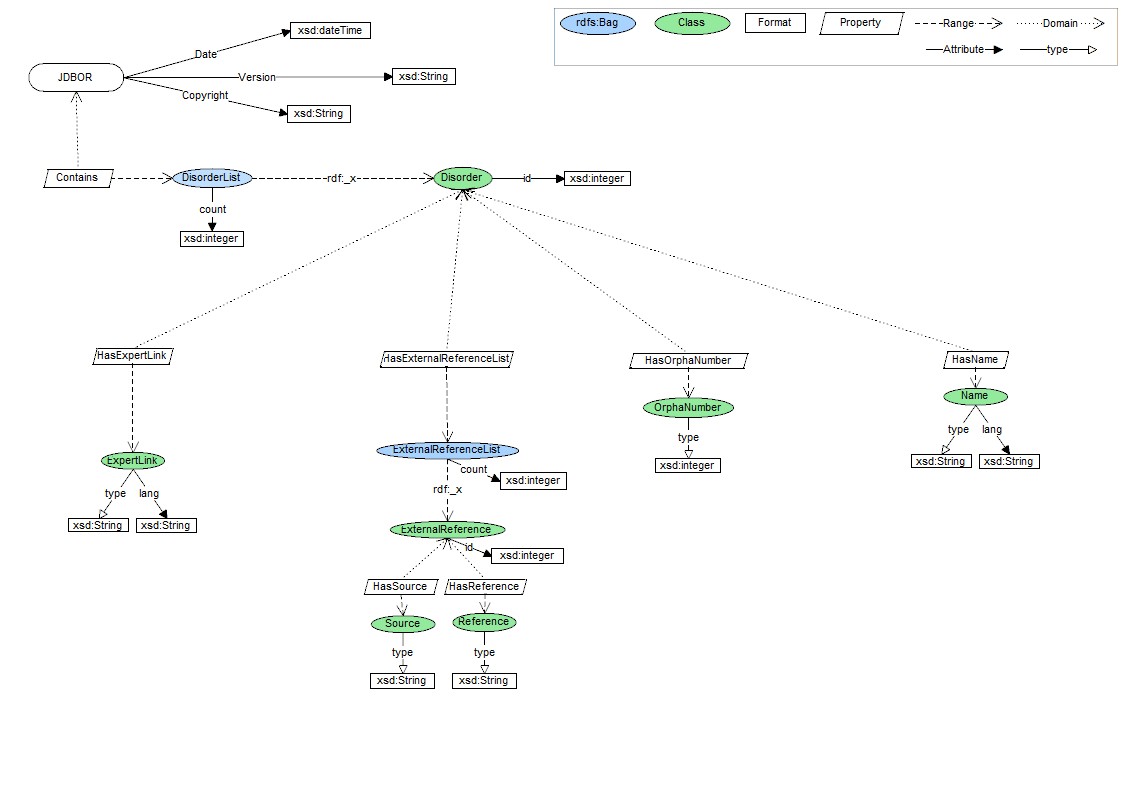 rdfs:Bag
Class
Format
Property
Range
Domain
Attribute
type
xsd:dateTime
Date
JDBOR
Version
xsd:String
Copyright
xsd:String
Contains
DisorderList
rdf:_x
Disorder
id
xsd:integer
count
xsd:integer
HasExpertLink
HasExternalReferenceList
HasOrphaNumber
HasName
Name
OrphaNumber
type
lang
type
ExternalReferenceList
ExpertLink
xsd:String
xsd:String
xsd:integer
count
xsd:integer
rdf:_x
type
lang
xsd:String
xsd:String
ExternalReference
id
xsd:integer
HasSource
HasReference
Source
Reference
type
type
xsd:String
xsd:String